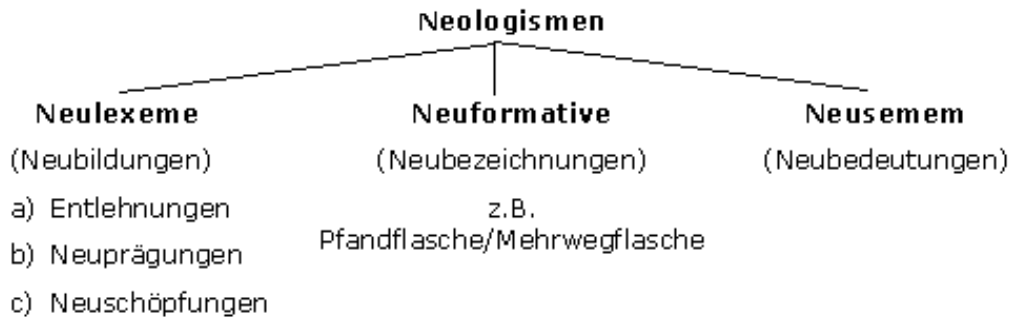 Neologismen
Neulexeme Neuformative Neusemem
(Neubildungen) (Neubezeichnungen) (Neubedeutungen)
a) Entlehnungen z.B.
Pfandflasche/Mehrwegflasche
b) Neuprägungen
c) Neuschöpfungen